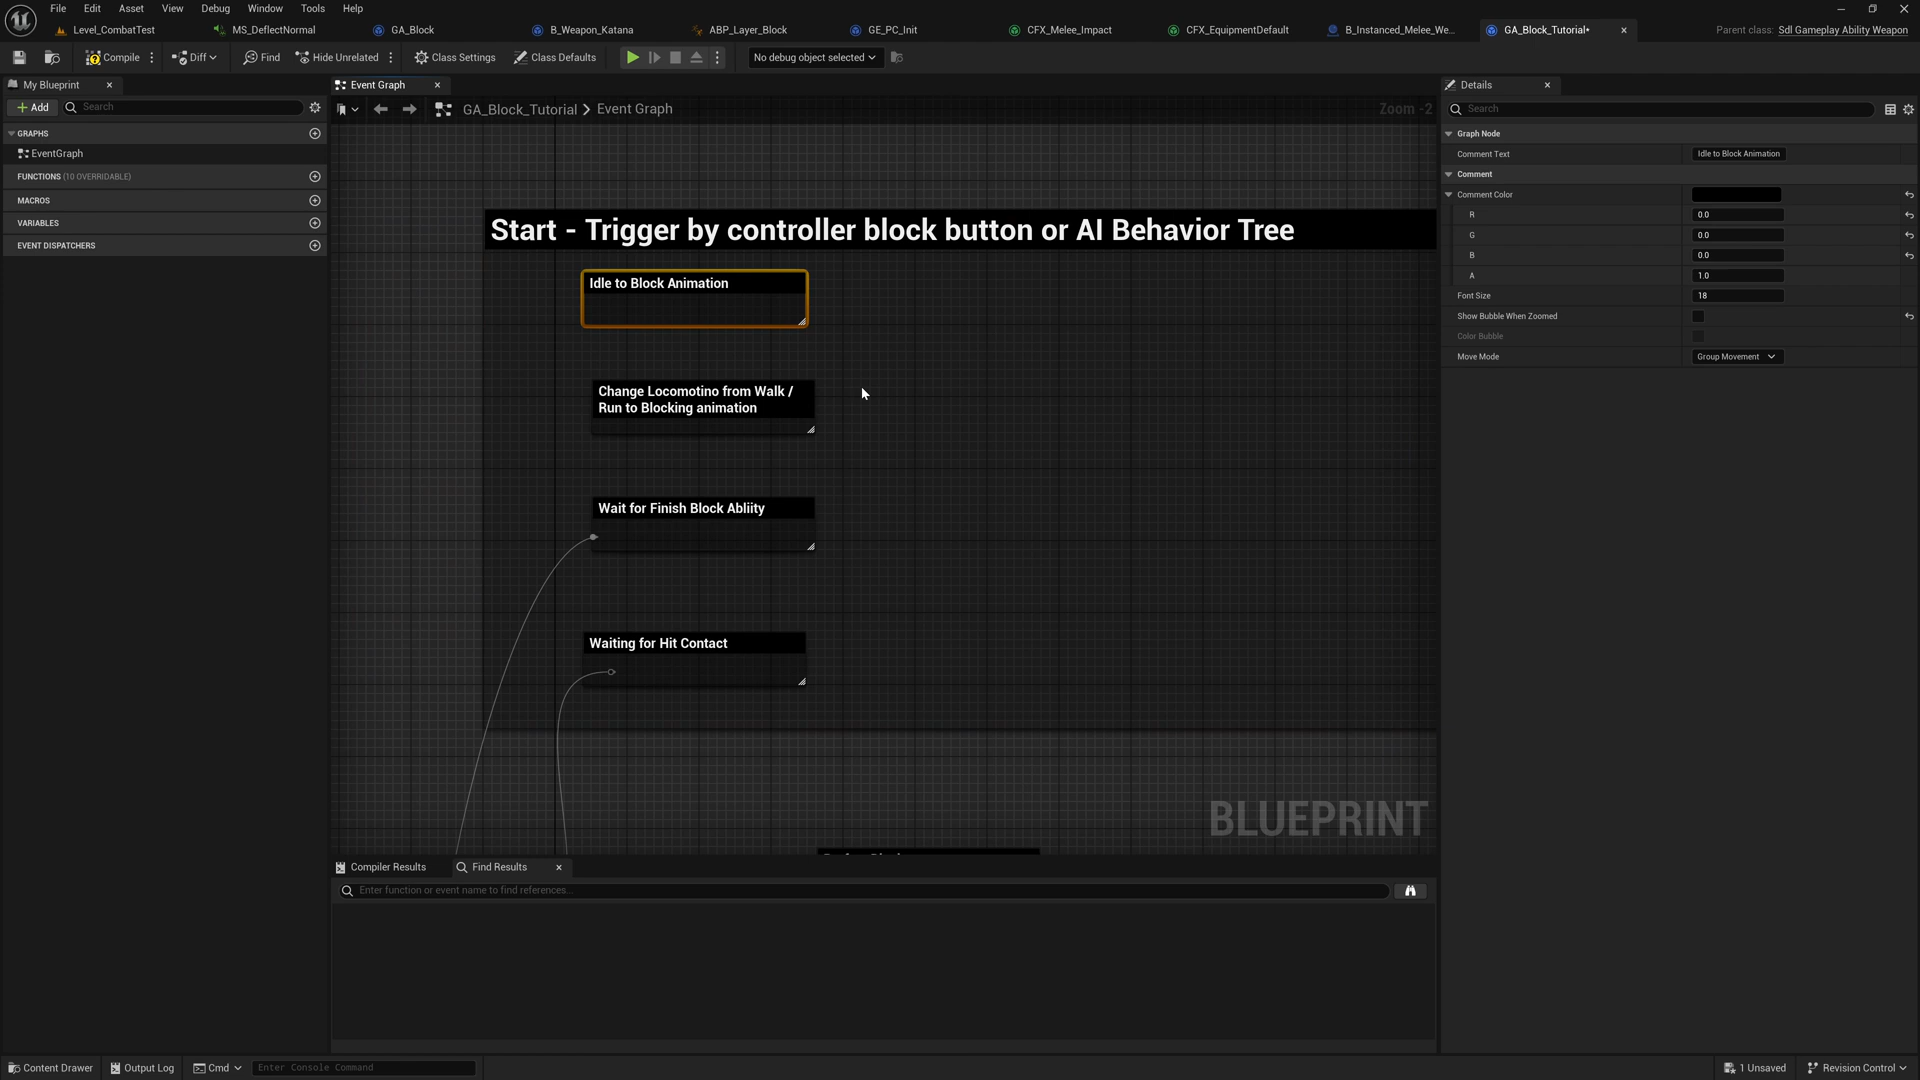 File Edit Asset View Debug Window Tools Help
Level_CombatTest MS_DeflectNormal GA_Block B_Weapon_Katana ABP_Layer_Block GE_PC_Init CFX_Melee_Impact CFX_EquipmentDefault B_Instanced_Melee_We... GA_Block_Tutorial* Parent class: Sdl Gameplay Ability Weapon
Compile Diff Find Hide Unrelated Class Settings Class Defaults No debug object selected
My Blueprint Event Graph Details
Add Search
GA_Block_Tutorial > Event Graph Zoom -2
Search
GRAPHS
EventGraph
FUNCTIONS (10 OVERRIDABLE)
MACROS
VARIABLES
EVENT DISPATCHERS
Start - Trigger by controller block button or AI Behavior Tree
Idle to Block Animation
Change Locomotino from Walk /
Run to Blocking animation
Wait for Finish Block Abliity
Waiting for Hit Contact
BLUEPRINT
Graph Node
Comment Text Idle to Block Animation
Comment
Comment Color
R 0.0
G 0.0
B 0.0
A 1.0
Font Size 18
Show Bubble When Zoomed
Color Bubble
Move Mode Group Movement
Compiler Results Find Results
Enter function or event name to find references...
Content Drawer Output Log Cmd Enter Console Command 1 Unsaved Revision Control